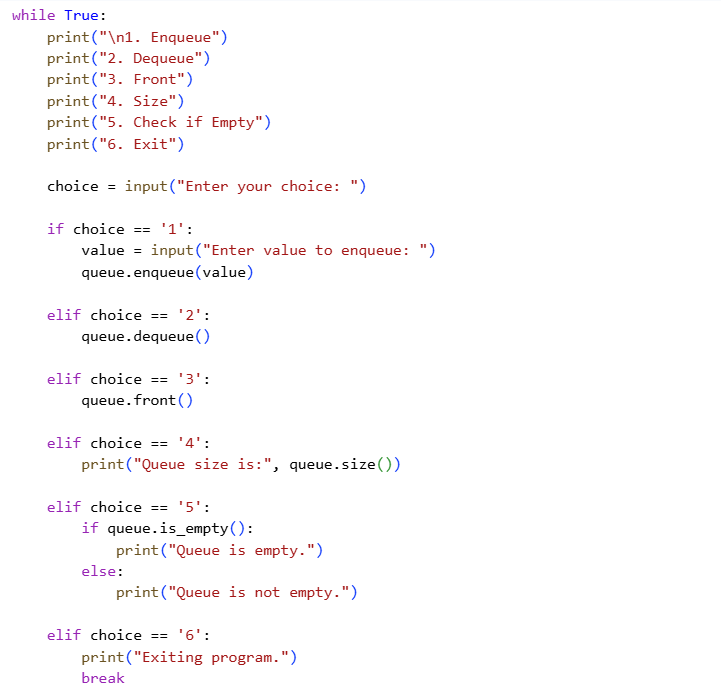 while True:
    print("\n1. Enqueue")
    print("2. Dequeue")
    print("3. Front")
    print("4. Size")
    print("5. Check if Empty")
    print("6. Exit")

    choice = input("Enter your choice: ")

    if choice == '1':
        value = input("Enter value to enqueue: ")
        queue.enqueue(value)

    elif choice == '2':
        queue.dequeue()

    elif choice == '3':
        queue.front()

    elif choice == '4':
        print("Queue size is:", queue.size())

    elif choice == '5':
        if queue.is_empty():
            print("Queue is empty.")
        else:
            print("Queue is not empty.")

    elif choice == '6':
        print("Exiting program.")
        break